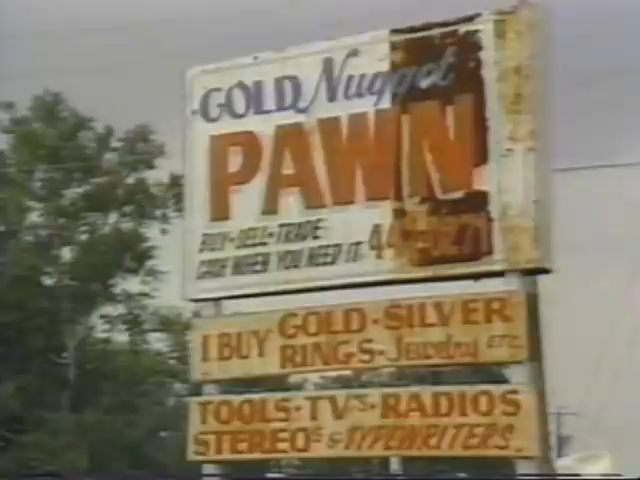 GOLD Nugget
PAWN
BUY-SELL-TRADE
CASH WHEN YOU NEED IT
I BUY GOLD-SILVER
RINGS-Jewelry ETC.
TOOLS-TV'S-RADIOS
STEREO'S & TYPEWRITERS